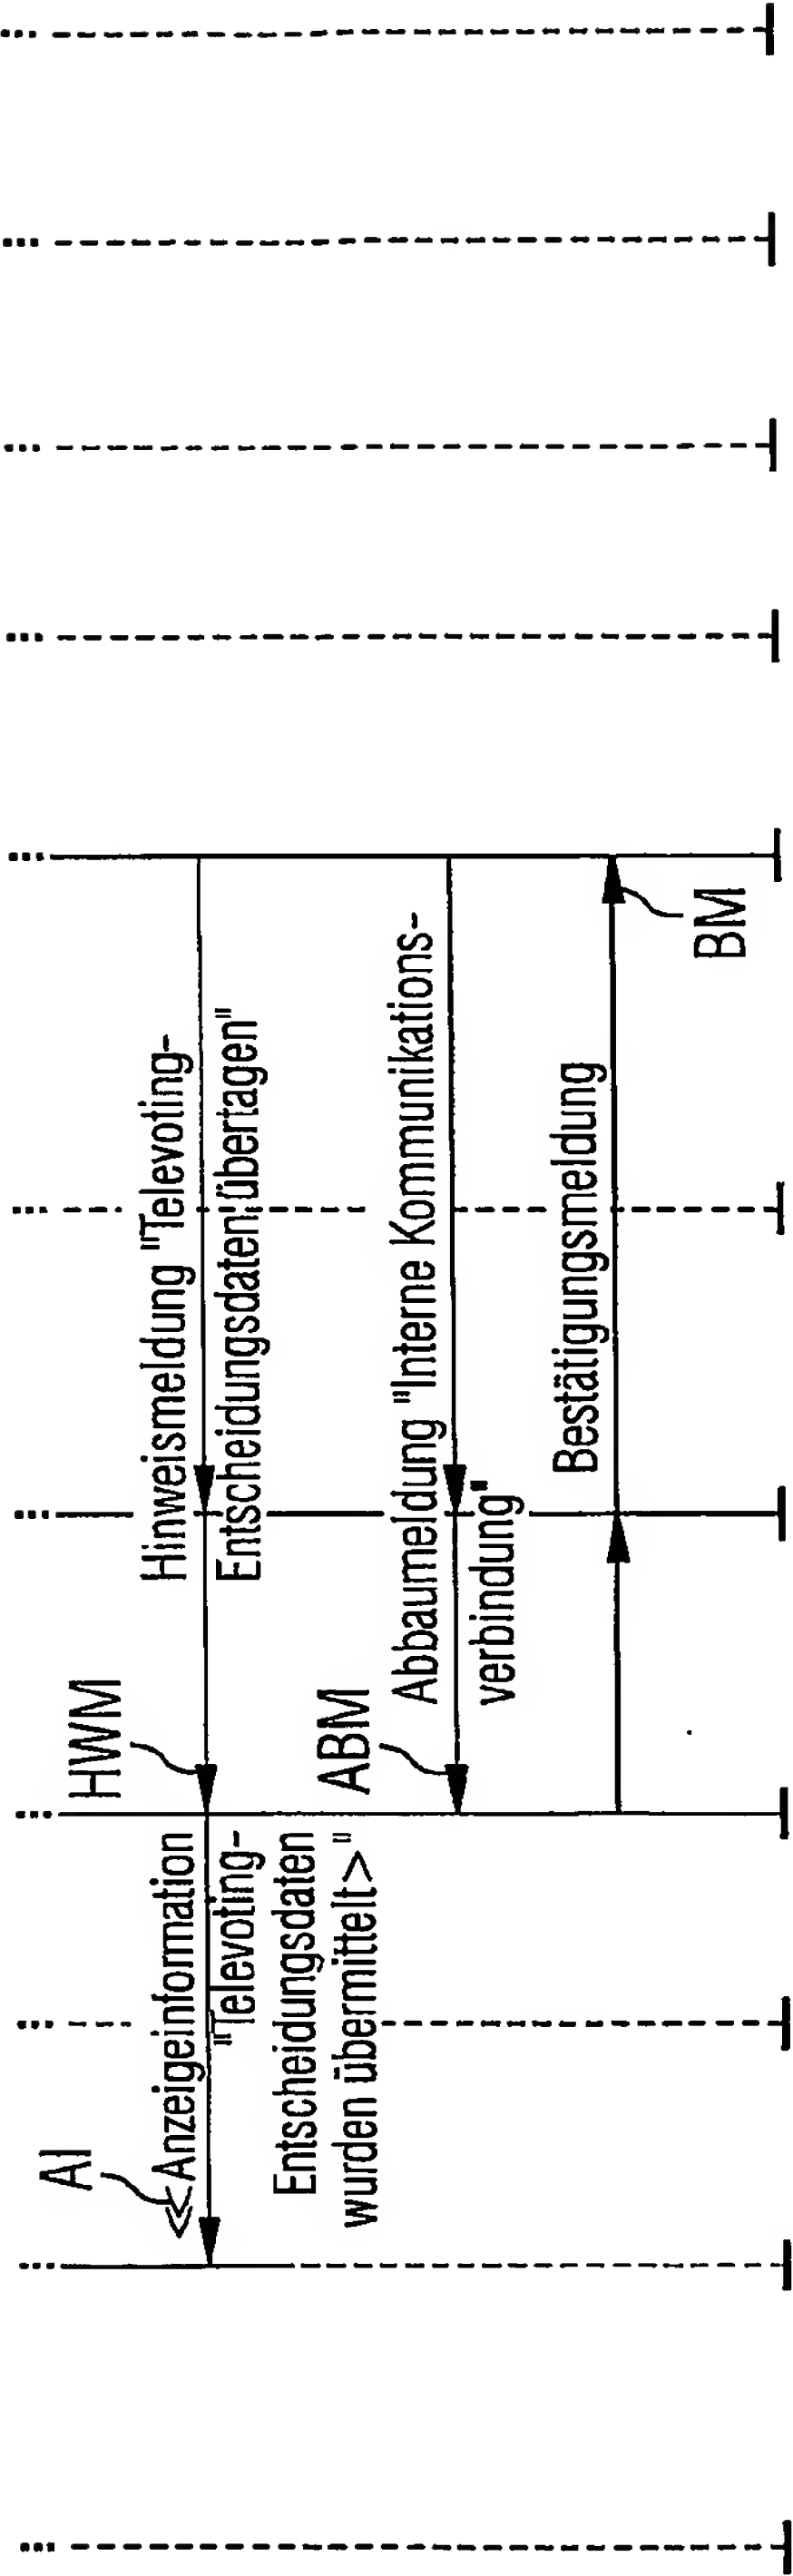 AI
HWM
<<Anzeigeinformation
"Televoting-
Entscheidungsdaten
wurden übermittelt>"
Hinweismeldung "Televoting-
Entscheidungsdaten übertagen"
ABM
Abbaumeldung "Interne Kommunikations-
verbindung"
Bestätigungsmeldung
BM